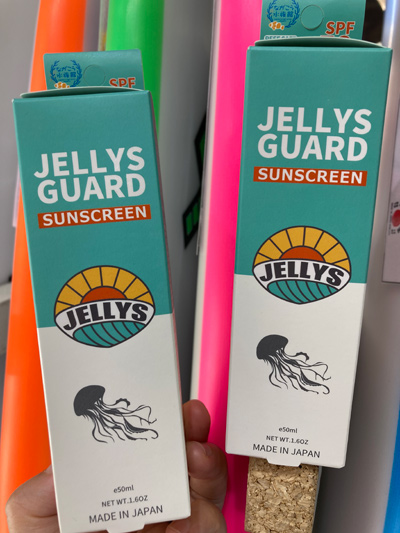 SPF
JELLYS
GUARD
SUNSCREEN
JELLYS
e50ml
NET WT.1.6OZ
MADE IN JAPAN
SPF
JELLYS
GUARD
SUNSCREEN
JELLYS
e50ml
NET WT.1.6OZ
MADE IN JAPAN